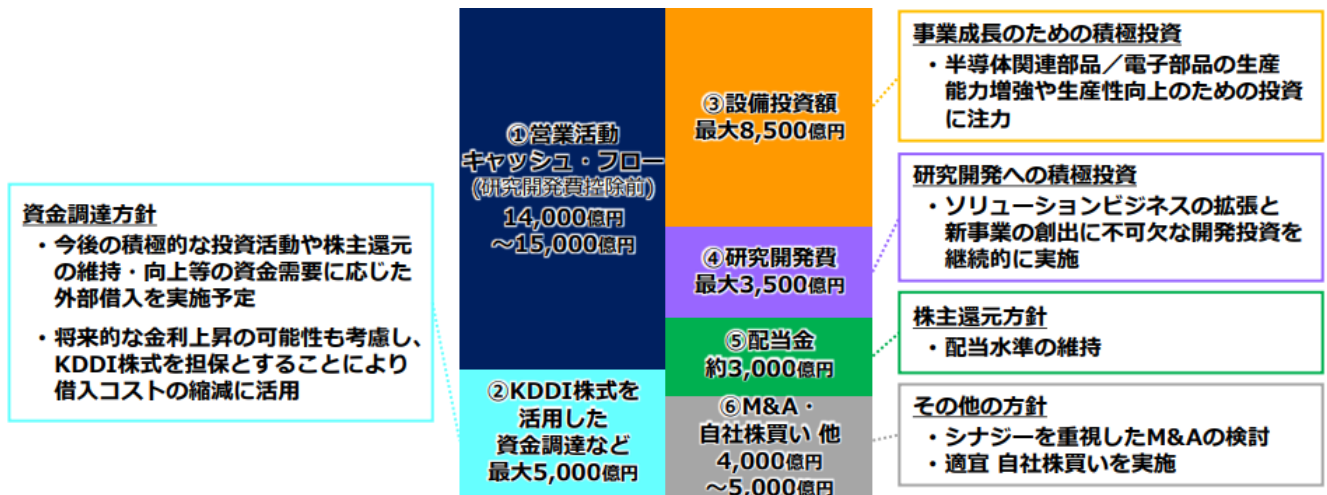 資金調達方針
・今後の積極的な投資活動や株主還元
の維持・向上等の資金需要に応じた
外部借入を実施予定
・将来的な金利上昇の可能性も考慮し、
KDDI株式を担保とすることにより
借入コストの縮減に活用
①営業活動
キャッシュ・フロー
(研究開発費控除前)
14,000億円
～15,000億円
②KDDI株式を
活用した
資金調達など
最大5,000億円
③設備投資額
最大8,500億円
④研究開発費
最大3,500億円
⑤配当金
約3,000億円
⑥M&A・
自社株買い 他
4,000億円
～5,000億円
事業成長のための積極投資
・半導体関連部品／電子部品の生産
能力増強や生産性向上のための投資
に注力
研究開発への積極投資
・ソリューションビジネスの拡張と
新事業の創出に不可欠な開発投資を
継続的に実施
株主還元方針
・配当水準の維持
その他の方針
・シナジーを重視したM&Aの検討
・適宜 自社株買いを実施